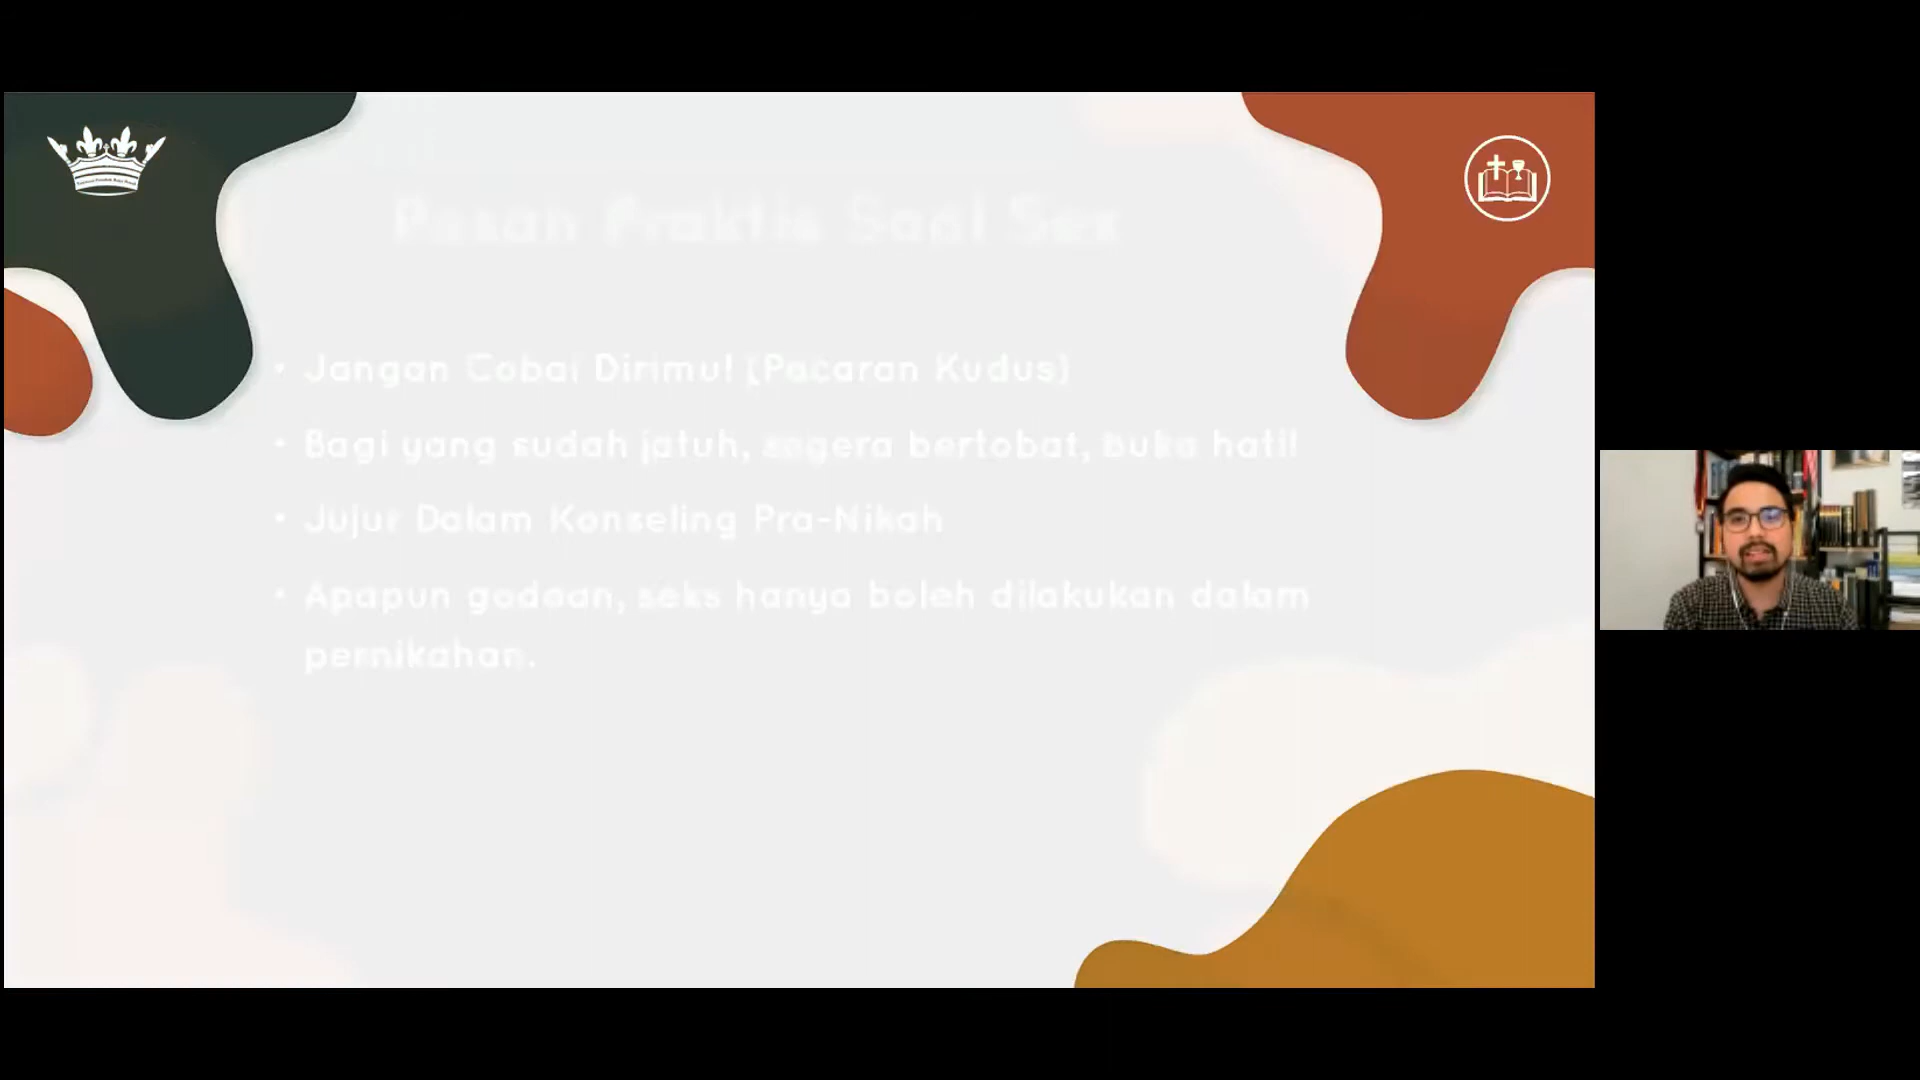 Pesan Praktis Soal Sex
• Jangan Cobai Dirimu! (Pacaran Kudus)
• Bagi yang sudah jatuh, segera bertobat, buka hati!
• Jujur Dalam Konseling Pra-Nikah
• Apapun godaan, seks hanya boleh dilakukan dalam
pernikahan.